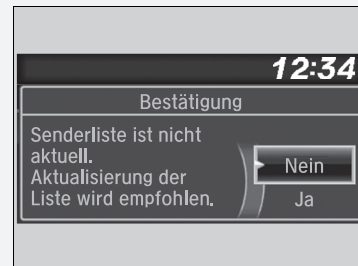 12:34
Bestätigung
Senderliste ist nicht
aktuell.
Aktualisierung der
Liste wird empfohlen.
Nein
Ja